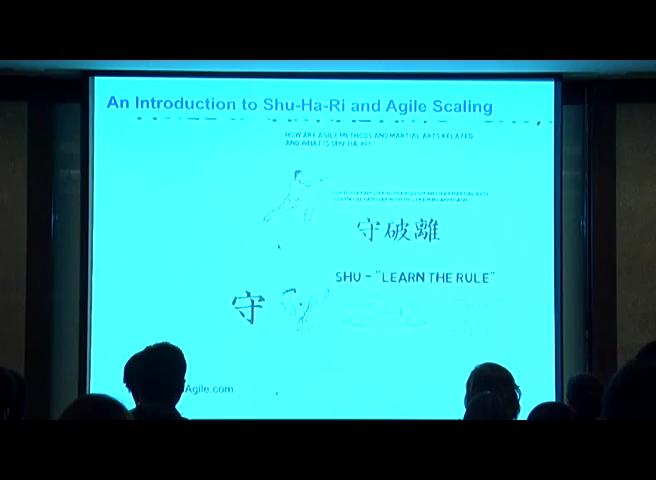 An Introduction to Shu-Ha-Ri and Agile Scaling
HOW ARE AGILE METHODS AND MARTIAL ARTS RELATED
AND WHAT IS SHU-HA-RI?
守破離
SHU - "LEARN THE RULE"
守
Agile.com